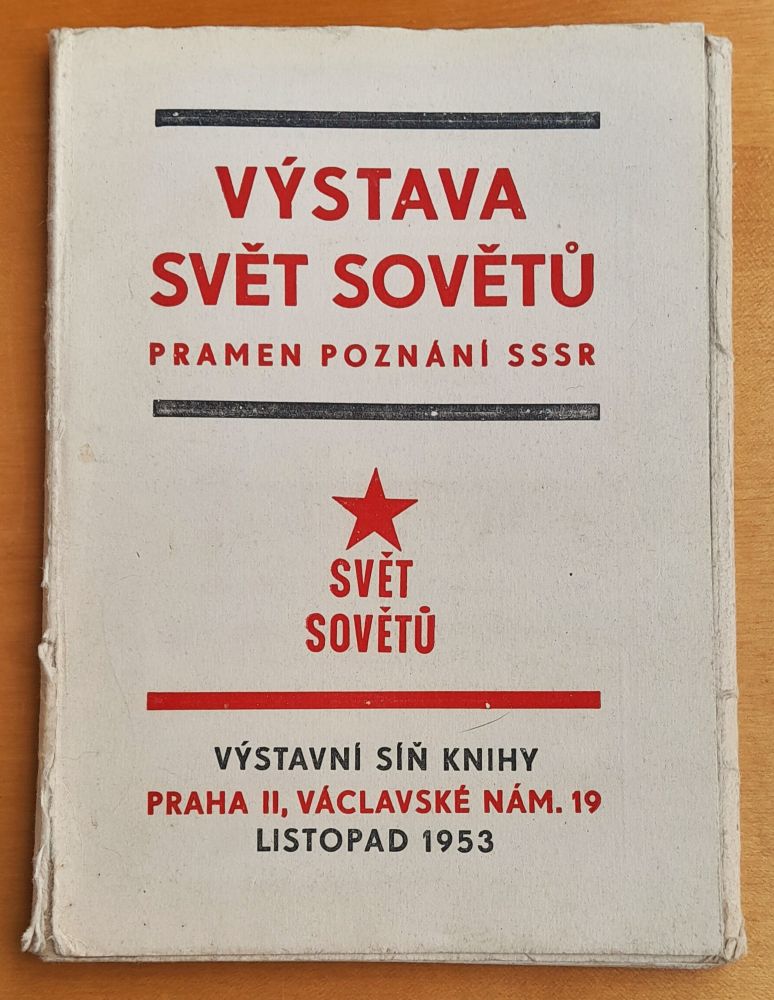 VÝSTAVA
SVĚT SOVĚTŮ
PRAMEN POZNÁNÍ SSSR
SVĚT
SOVĚTŮ
VÝSTAVNÍ SÍŇ KNIHY
PRAHA II, VÁCLAVSKÉ NÁM. 19
LISTOPAD 1953